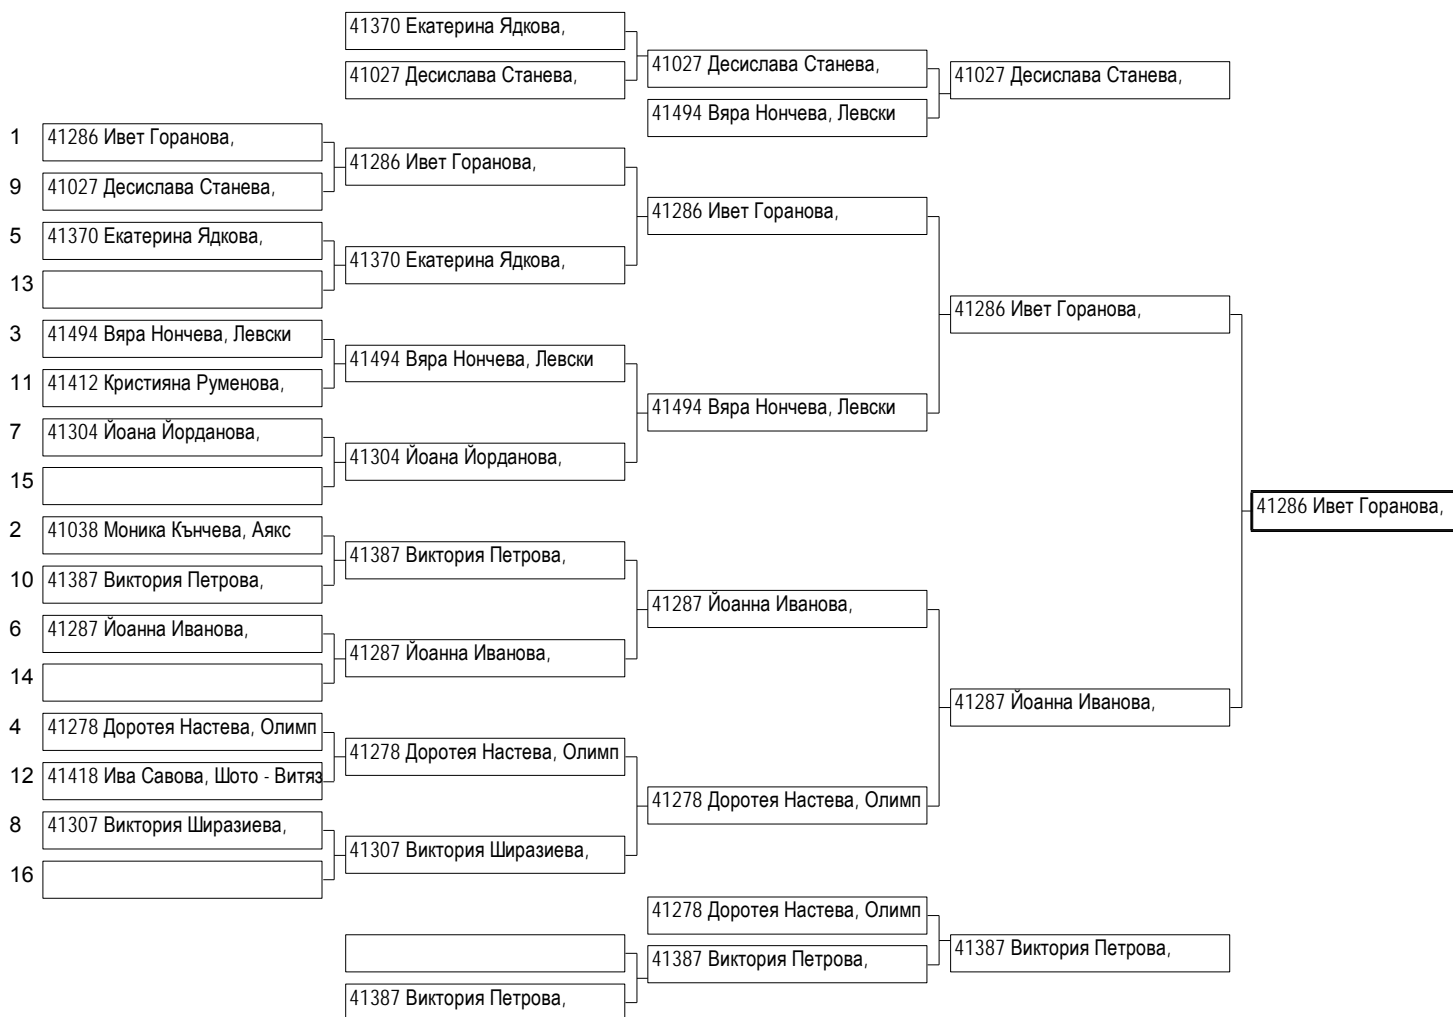 41370 Екатерина Ядкова,
41027 Десислава Станева,
41027 Десислава Станева,
41494 Вяра Нончева, Левски
41027 Десислава Станева,
1 41286 Ивет Горанова,
9 41027 Десислава Станева,
5 41370 Екатерина Ядкова,
13
3 41494 Вяра Нончева, Левски
11 41412 Кристияна Руменова,
7 41304 Йоана Йорданова,
15
2 41038 Моника Кънчева, Аякс
10 41387 Виктория Петрова,
6 41287 Йоанна Иванова,
14
4 41278 Доротея Настева, Олимп
12 41418 Ива Савова, Шото - Витяз
8 41307 Виктория Ширазиева,
16
41286 Ивет Горанова,
41370 Екатерина Ядкова,
41494 Вяра Нончева, Левски
41304 Йоана Йорданова,
41387 Виктория Петрова,
41287 Йоанна Иванова,
41278 Доротея Настева, Олимп
41307 Виктория Ширазиева,
41286 Ивет Горанова,
41494 Вяра Нончева, Левски
41287 Йоанна Иванова,
41278 Доротея Настева, Олимп
41286 Ивет Горанова,
41287 Йоанна Иванова,
41286 Ивет Горанова,
41387 Виктория Петрова,
41278 Доротея Настева, Олимп
41387 Виктория Петрова,
41387 Виктория Петрова,